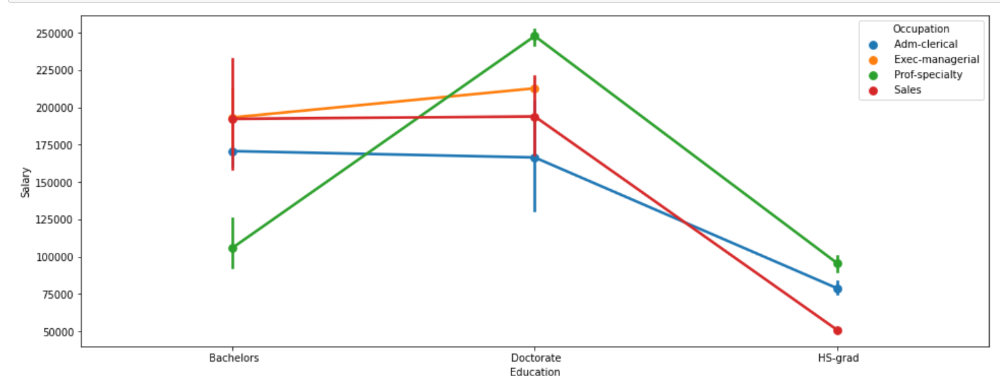 250000
225000
200000
175000
150000
125000
100000
75000
50000
Salary
Bachelors
Doctorate
HS-grad
Education
Occupation
Adm-clerical
Exec-managerial
Prof-specialty
Sales